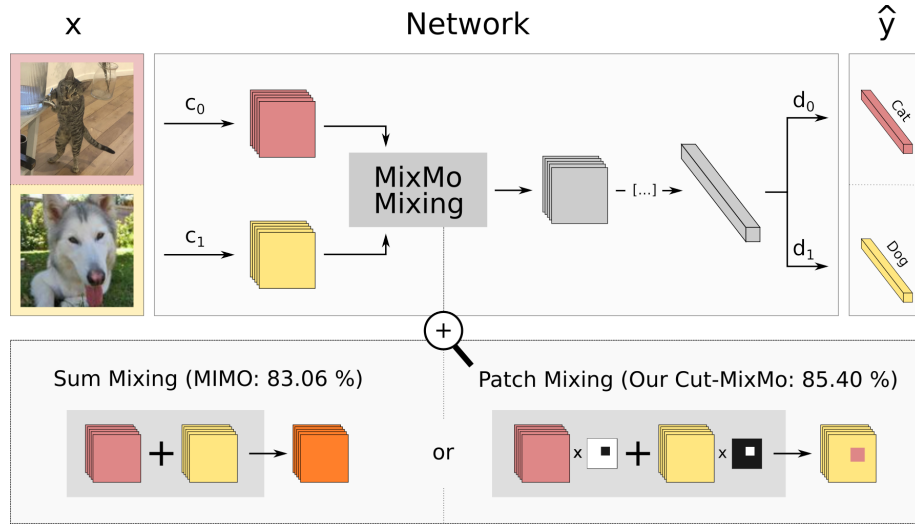 x
Network
ŷ
c0
c1
MixMo
Mixing
[...]
d0
d1
Cat
Dog
+
Sum Mixing (MIMO: 83.06 %)
Patch Mixing (Our Cut-MixMo: 85.40 %)
+
or
x
+
x